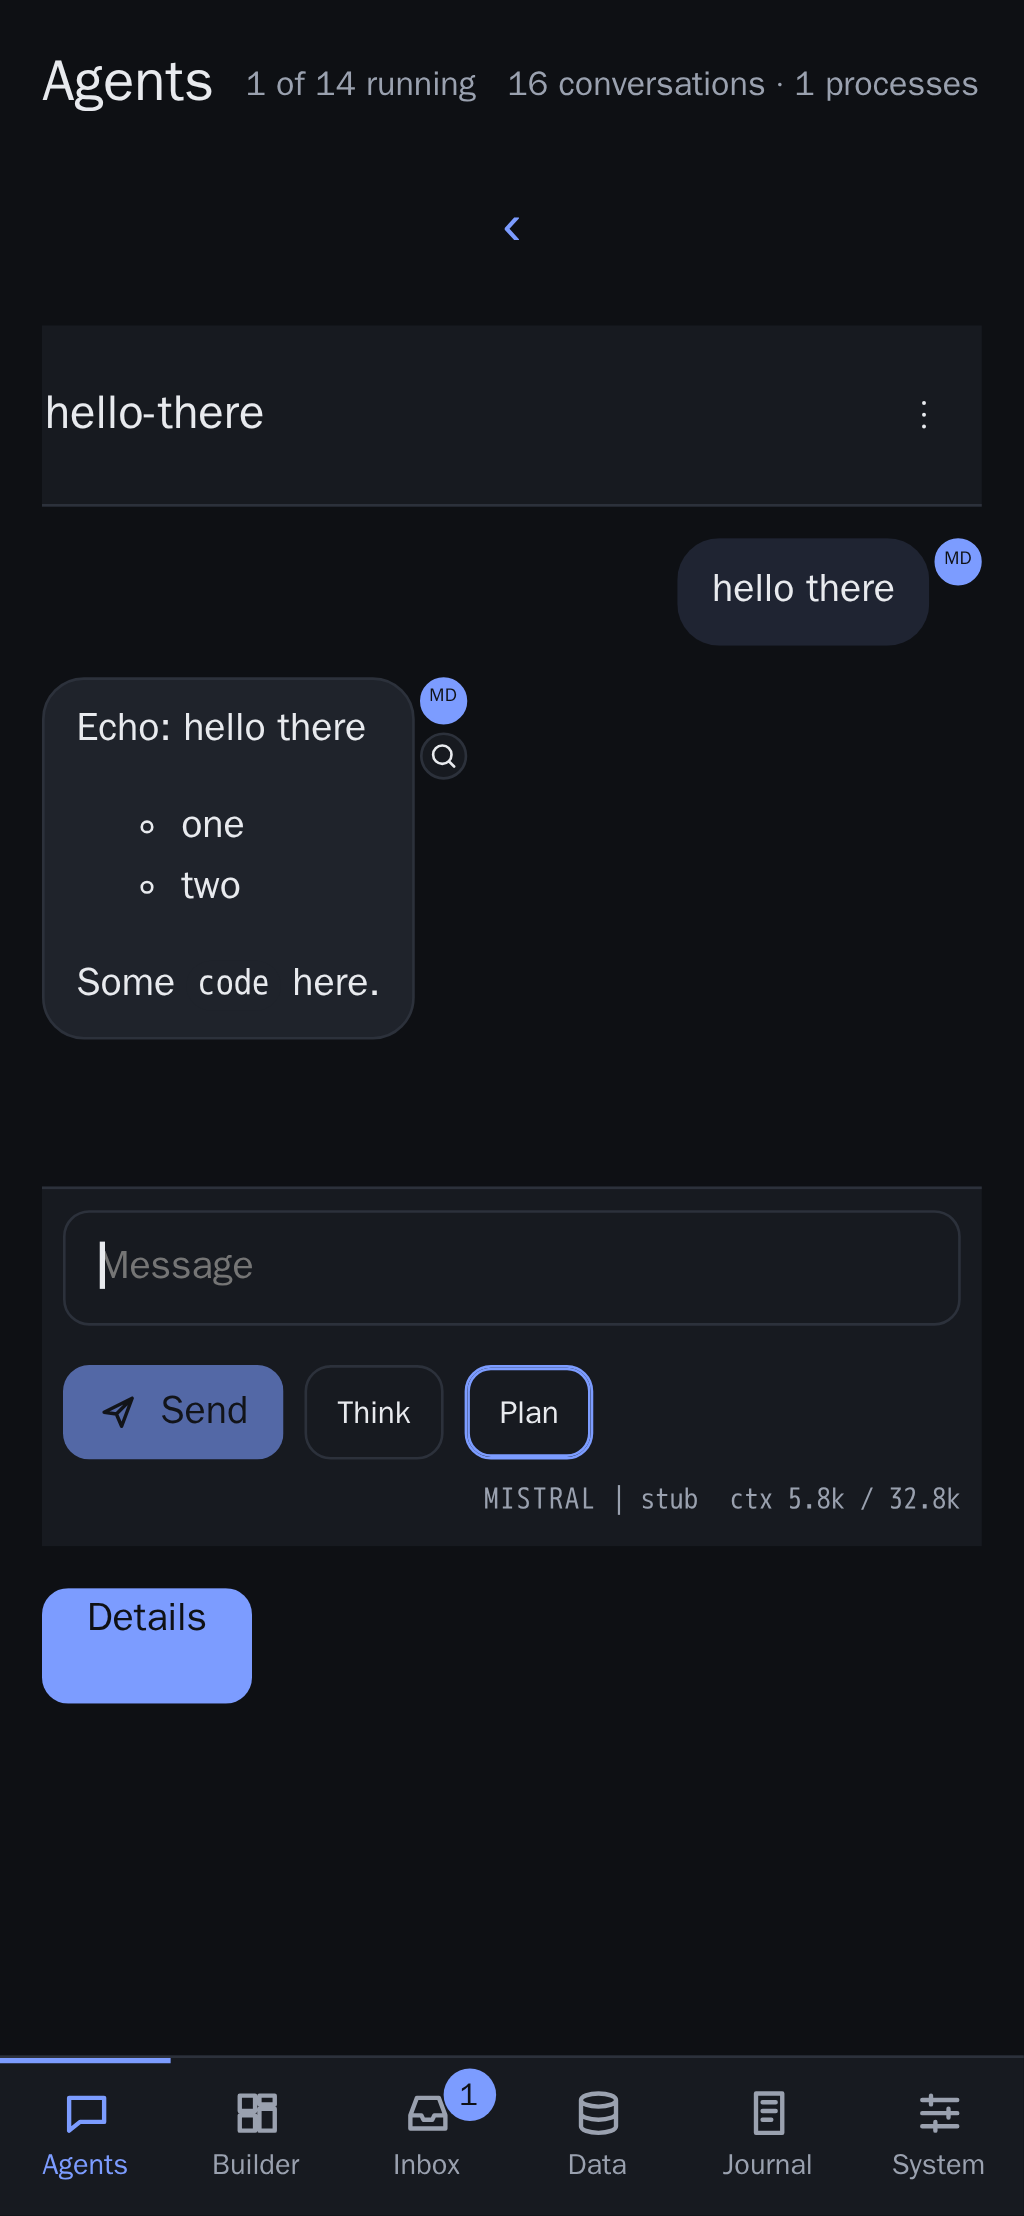 Agents 1 of 14 running 16 conversations · 1 processes
‹
hello-there ⋮
hello there MD
Echo: hello there MD
one
two
Some code here.
Message
Send Think Plan
MISTRAL | stub ctx 5.8k / 32.8k
Details
1
Agents Builder Inbox Data Journal System